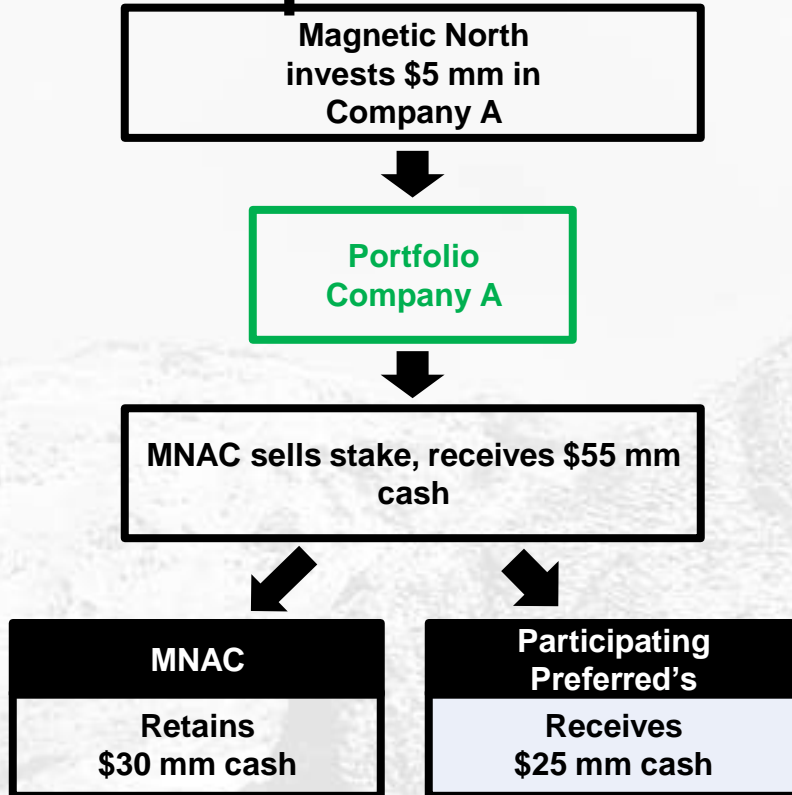 Magnetic North
invests $5 mm in
Company A
Portfolio
Company A
MNAC sells stake, receives $55 mm
cash
MNAC
Retains
$30 mm cash
Participating
Preferred's
Receives
$25 mm cash